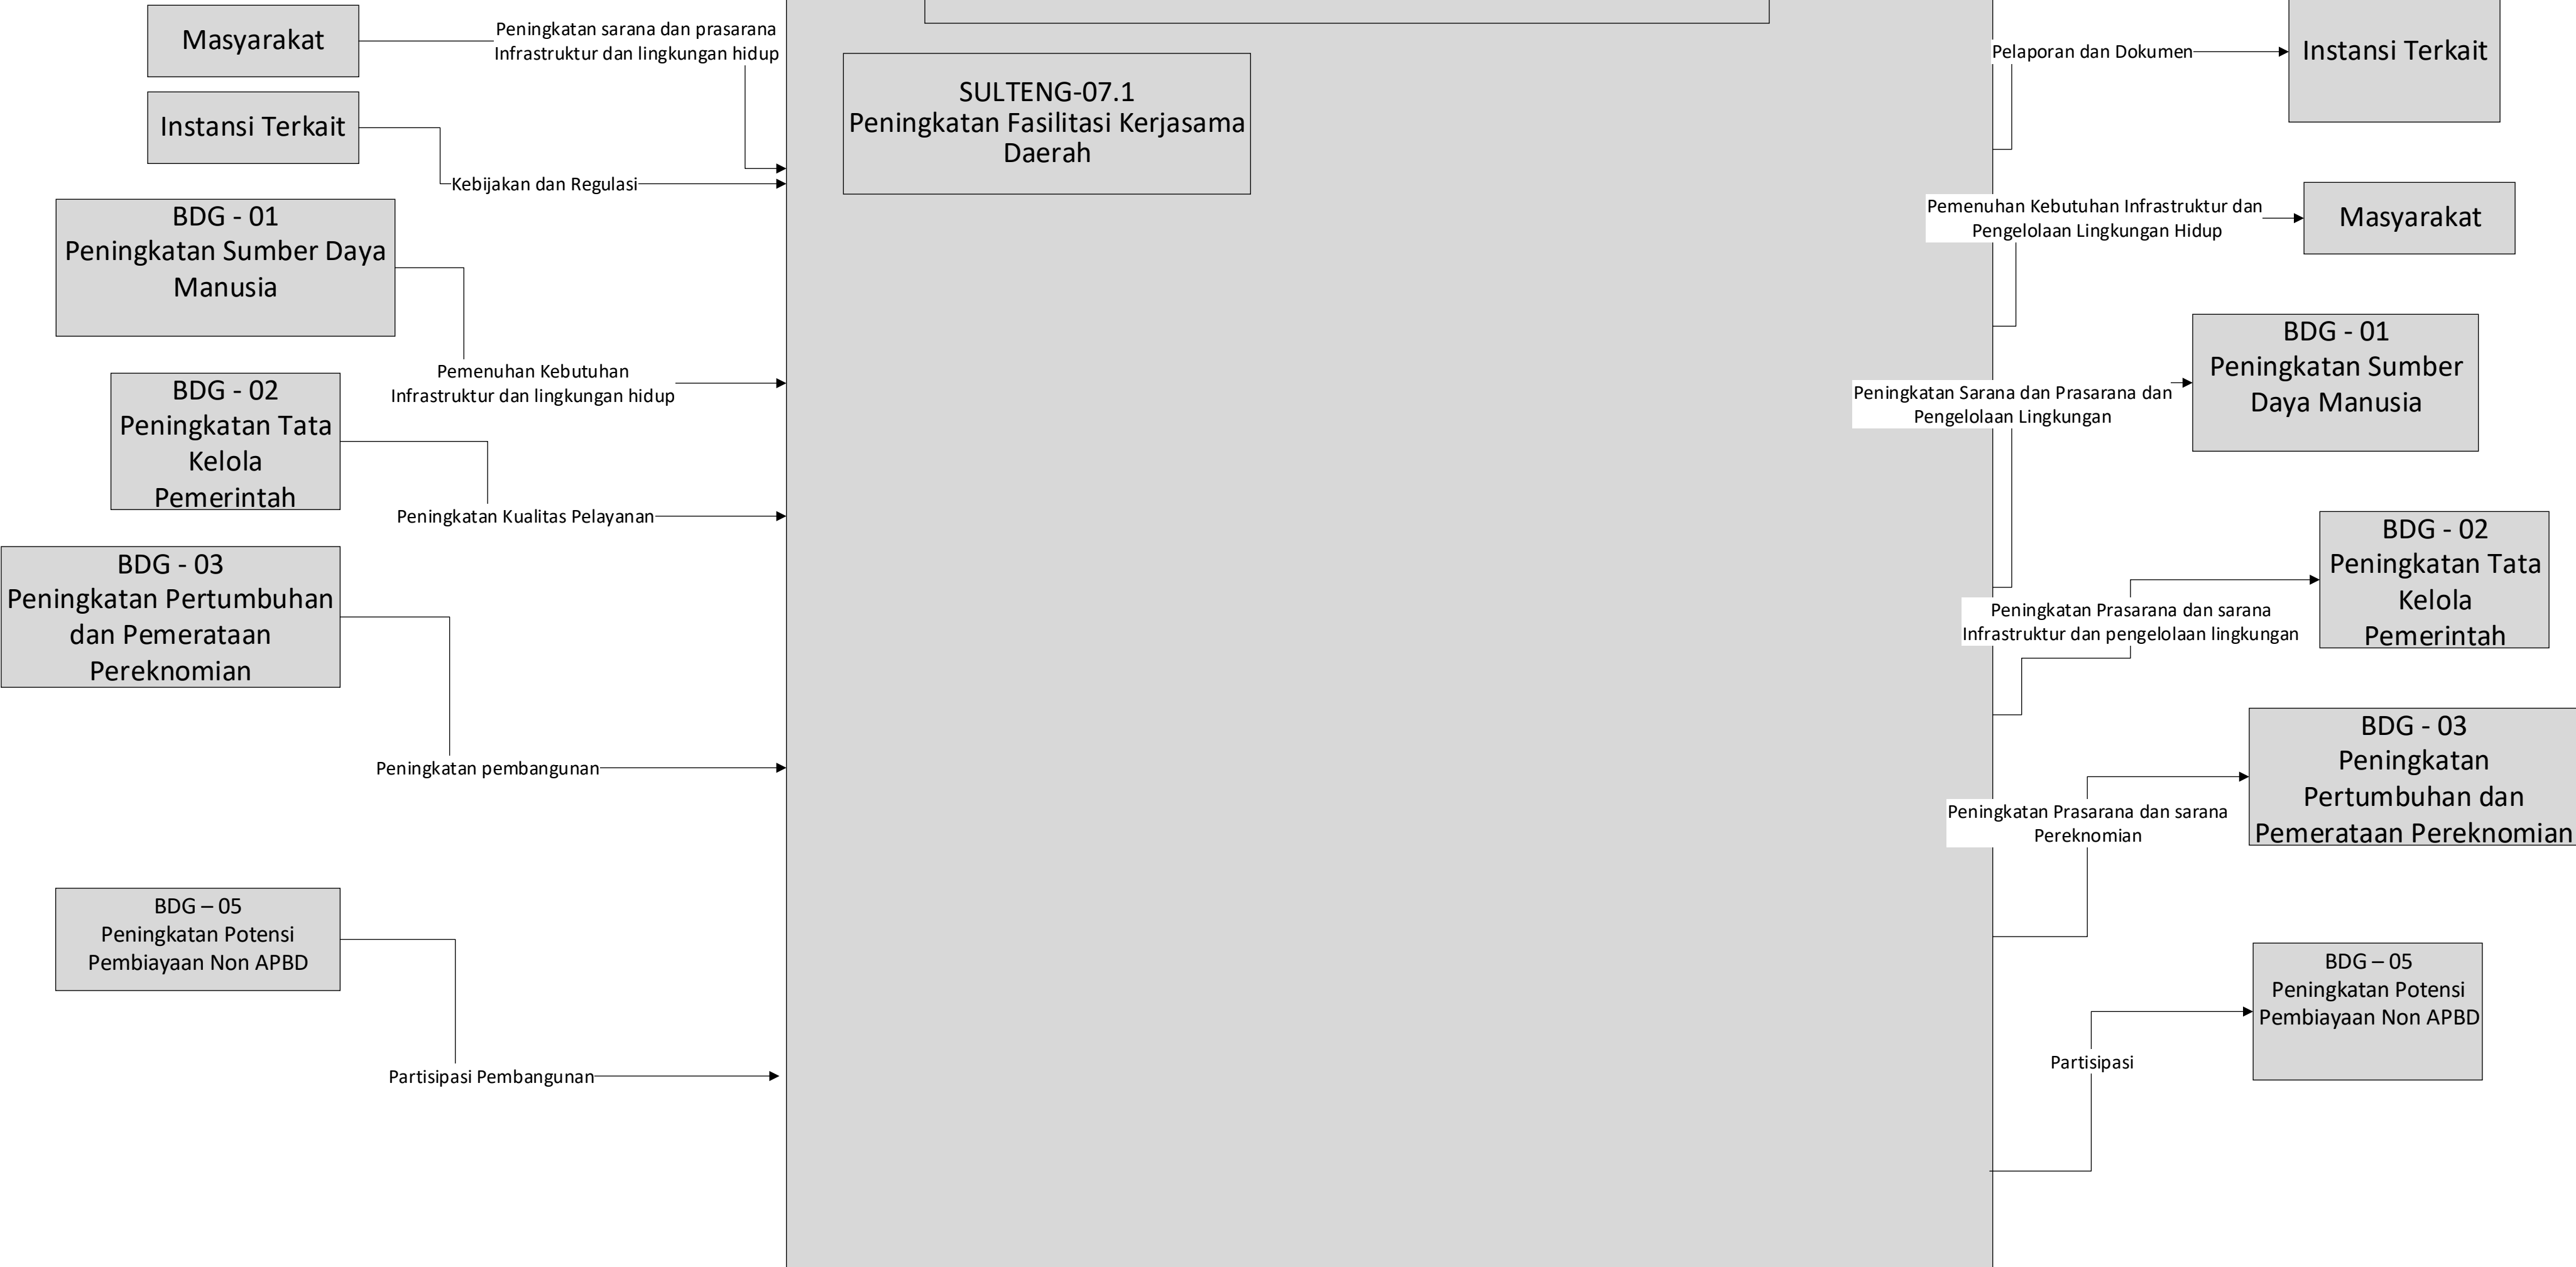 Masyarakat
Peningkatan sarana dan prasarana
Infrastruktur dan lingkungan hidup
Instansi Terkait
Kebijakan dan Regulasi
BDG - 01
Peningkatan Sumber Daya
Manusia
Pemenuhan Kebutuhan
Infrastruktur dan lingkungan hidup
BDG - 02
Peningkatan Tata
Kelola
Pemerintah
Peningkatan Kualitas Pelayanan
BDG - 03
Peningkatan Pertumbuhan
dan Pemerataan
Pereknomian
Peningkatan pembangunan
BDG – 05
Peningkatan Potensi
Pembiayaan Non APBD
Partisipasi Pembangunan
SULTENG-07.1
Peningkatan Fasilitasi Kerjasama
Daerah
Pelaporan dan Dokumen
Instansi Terkait
Pemenuhan Kebutuhan Infrastruktur dan
Pengelolaan Lingkungan Hidup
Masyarakat
Peningkatan Sarana dan Prasarana dan
Pengelolaan Lingkungan
BDG - 01
Peningkatan Sumber
Daya Manusia
Peningkatan Prasarana dan sarana
Infrastruktur dan pengelolaan lingkungan
BDG - 02
Peningkatan Tata
Kelola
Pemerintah
Peningkatan Prasarana dan sarana
Pereknomian
BDG - 03
Peningkatan
Pertumbuhan dan
Pemerataan Pereknomian
Partisipasi
BDG – 05
Peningkatan Potensi
Pembiayaan Non APBD